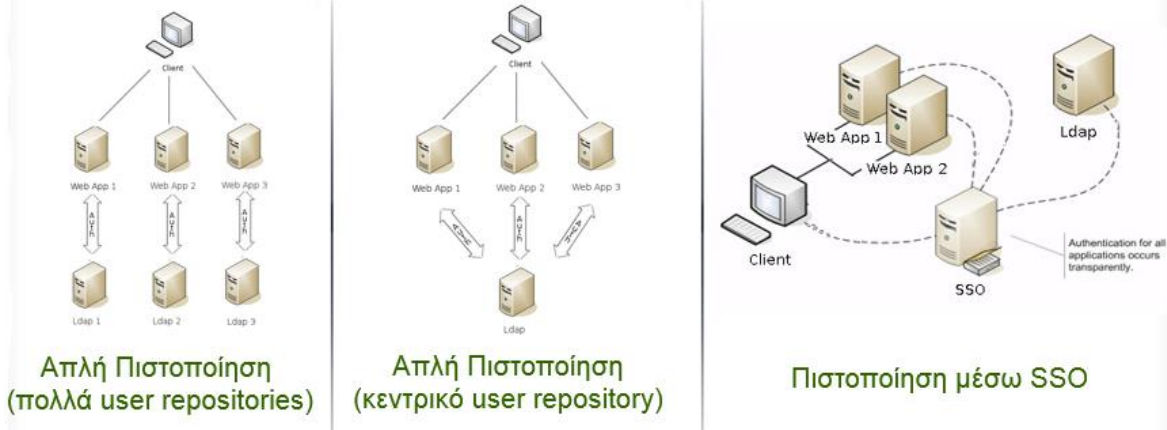 Client
Web App 1
Web App 2
Web App 3
Auth
Auth
Auth
Ldap 1
Ldap 2
Ldap 3
Απλή Πιστοποίηση
(πολλά user repositories)
Client
Web App 1
Web App 2
Web App 3
Auth
Auth
Auth
Ldap
Απλή Πιστοποίηση
(κεντρικό user repository)
Web App 1
Web App 2
Ldap
Client
SSO
Authentication for all
applications occurs
transparently.
Πιστοποίηση μέσω SSO